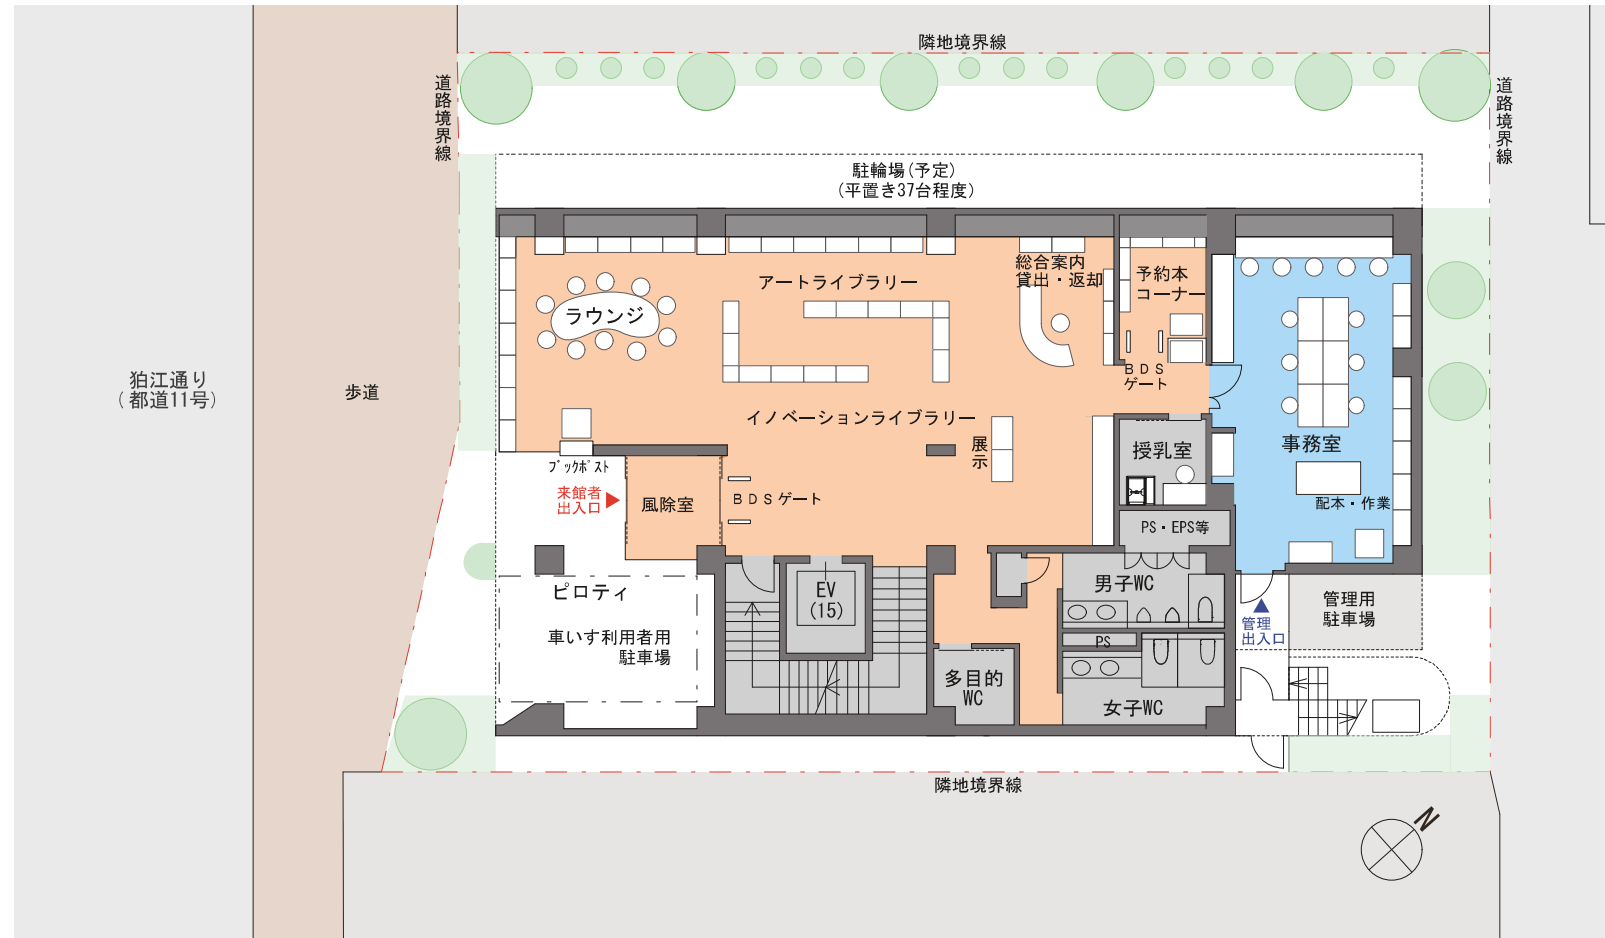 隣地境界線
道路境界線
道路境界線
駐輪場(予定)
(平置き37台程度)
総合案内
貸出・返却
アートライブラリー
予約本
コーナー
ラウンジ
BDS
ゲート
狛江通り
(都道11号)
歩道
イノベーションライブラリー
展示
授乳室
事務室
ブックポスト
来館者
出入口
風除室
BDSゲート
配本・作業
PS・EPS等
ピロティ
EV
(15)
男子WC
管理用
駐車場
管理
出入口
車いす利用者用
駐車場
PS
多目的
WC
女子WC
隣地境界線
N